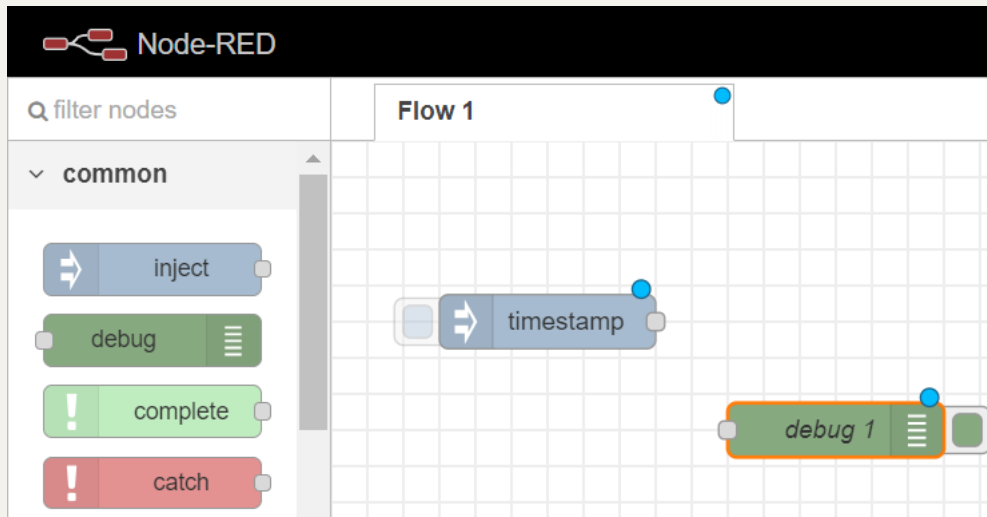 Node-RED
filter nodes
Flow 1
common
inject
timestamp
debug
complete
debug 1
catch